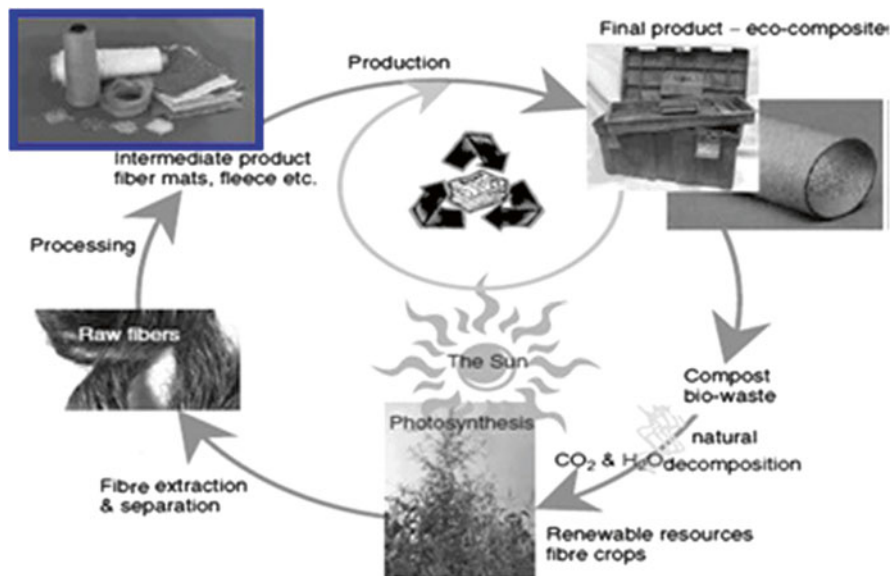 Final product – eco-composites
Production
Intermediate product
fiber mats, fleece etc.
Processing
Raw fibers
The Sun
Compost
bio-waste
Photosynthesis
natural
CO₂ & H₂O decomposition
Fibre extraction
& separation
Renewable resources
fibre crops